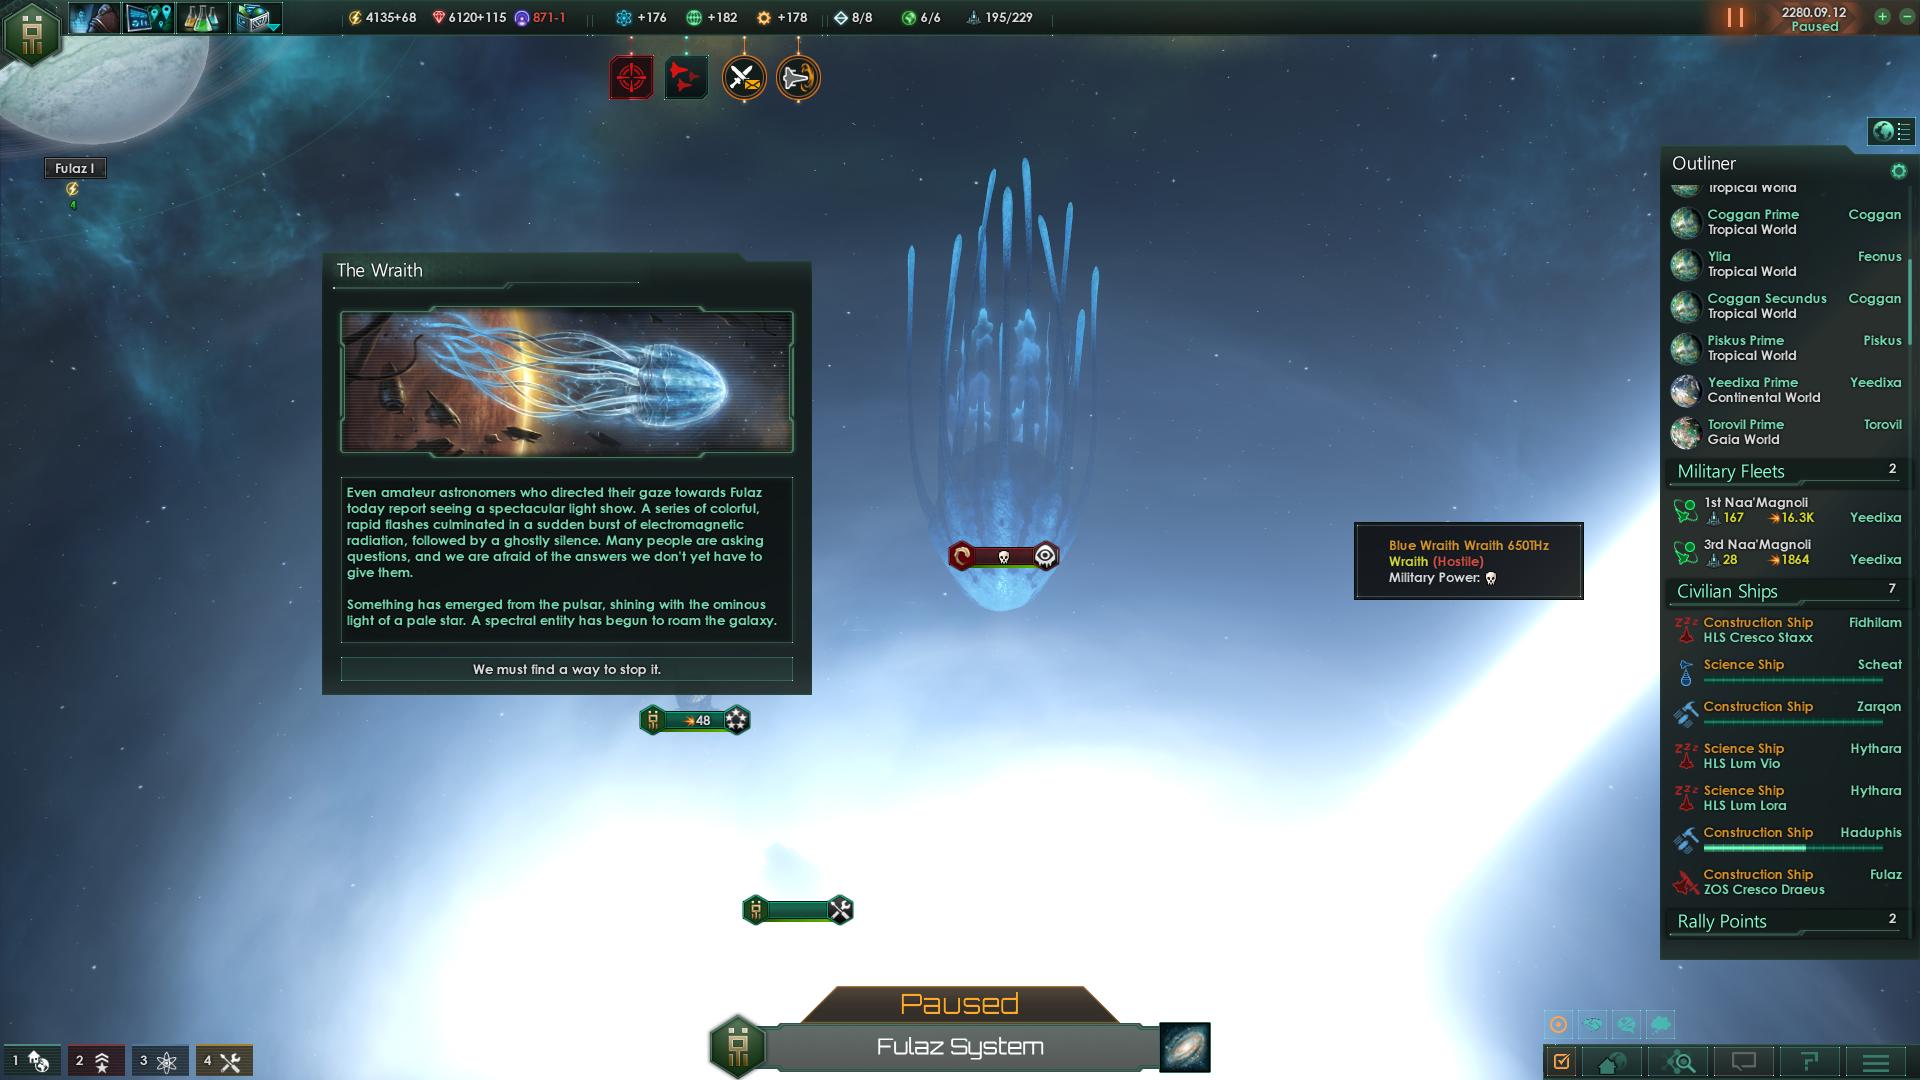 4135+68
6120+115
871-1
+176
+182
+178
8/8
6/6
195/229
2280.09.12
Paused
Fulaz I
4
Outliner
Tropical World
Coggan Prime
Coggan
Tropical World
Ylia
Feonus
Tropical World
Coggan Secundus
Coggan
Tropical World
Piskus Prime
Piskus
Tropical World
Yeedixa Prime
Yeedixa
Continental World
Torovil Prime
Torovil
Gaia World
Military Fleets
2
1st Naa'Magnoli
167
16.3K
Yeedixa
3rd Naa'Magnoli
28
1864
Yeedixa
Civilian Ships
7
Construction Ship
Fidhilam
HLS Cresco Staxx
Science Ship
Scheat
Construction Ship
Zarqon
Science Ship
Hythara
HLS Lum Vio
Science Ship
Hythara
HLS Lum Lora
Construction Ship
Haduphis
Construction Ship
Fulaz
ZOS Cresco Draeus
Rally Points
2
The Wraith
Even amateur astronomers who directed their gaze towards Fulaz
today report seeing a spectacular light show. A series of colorful,
rapid flashes culminated in a sudden burst of electromagnetic
radiation, followed by a ghostly silence. Many people are asking
questions, and we are afraid of the answers we don't yet have to
give them.
Something has emerged from the pulsar, shining with the ominous
light of a pale star. A spectral entity has begun to roam the galaxy.
We must find a way to stop it.
48
Blue Wraith Wraith 650THz
Wraith (Hostile)
Military Power:
Paused
Fulaz System
1
2
3
4